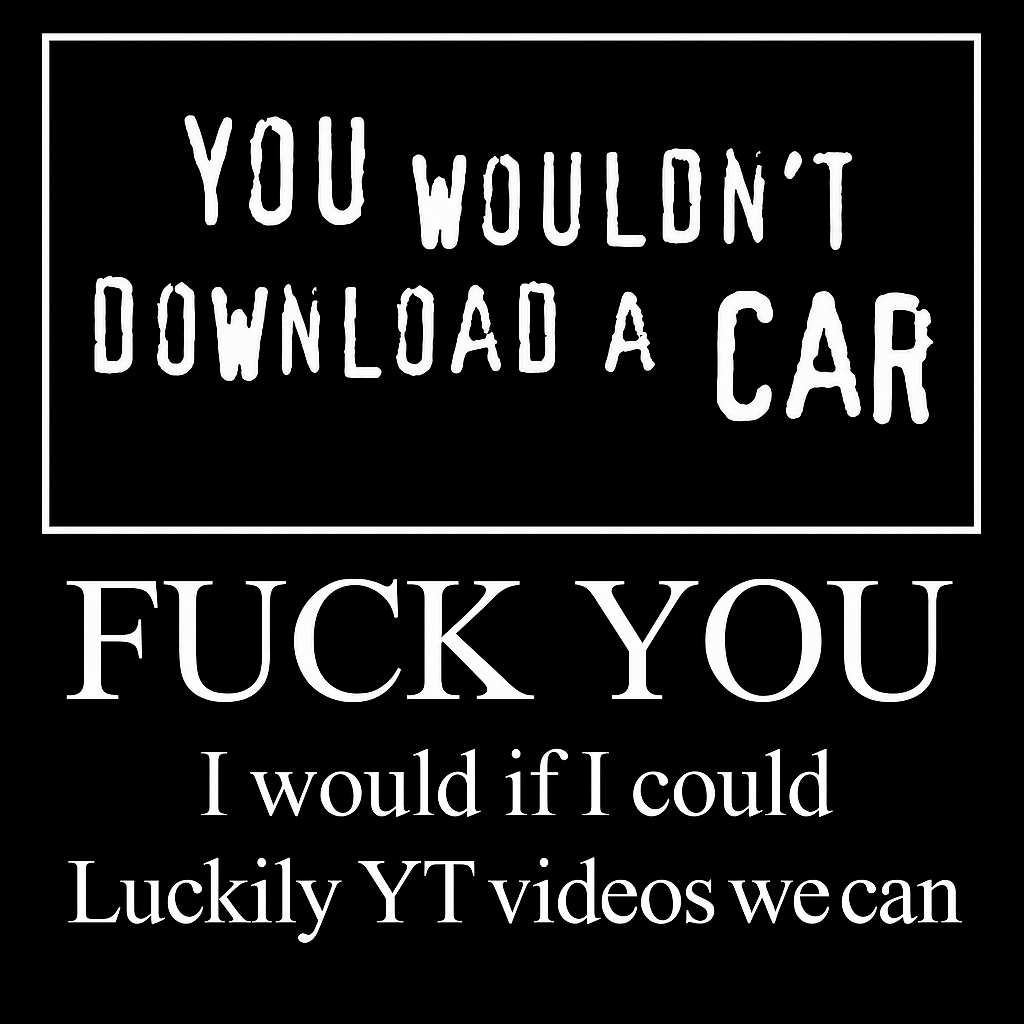 YOU WOULDN'T
DOWNLOAD A CAR
FUCK YOU
I would if I could
Luckily YT videos we can